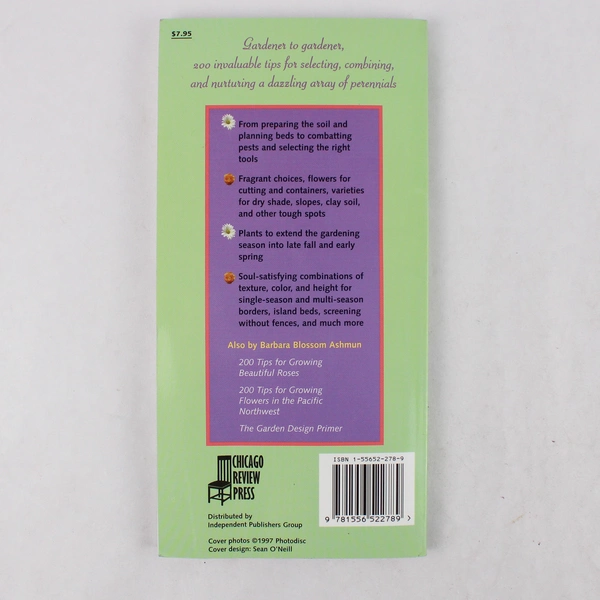 $7.95
Gardener to gardener,
200 invaluable tips for selecting, combining,
and nurturing a dazzling array of perennials
From preparing the soil and
planning beds to combatting
pests and selecting the right
tools
Fragrant choices, flowers for
cutting and containers, varieties
for dry shade, slopes, clay soil,
and other tough spots
Plants to extend the gardening
season into late fall and early
spring
Soul-satisfying combinations of
texture, color, and height for
single-season and multi-season
borders, island beds, screening
without fences, and much more
Also by Barbara Blossom Ashmun
200 Tips for Growing
Beautiful Roses
200 Tips for Growing
Flowers in the Pacific
Northwest
The Garden Design Primer
CHICAGO
REVIEW
PRESS
Distributed by
Independent Publishers Group
Cover photos ©1997 Photodisc
Cover design: Sean O'Neill
ISBN 1-55652-278-9
9 781556 522789 >